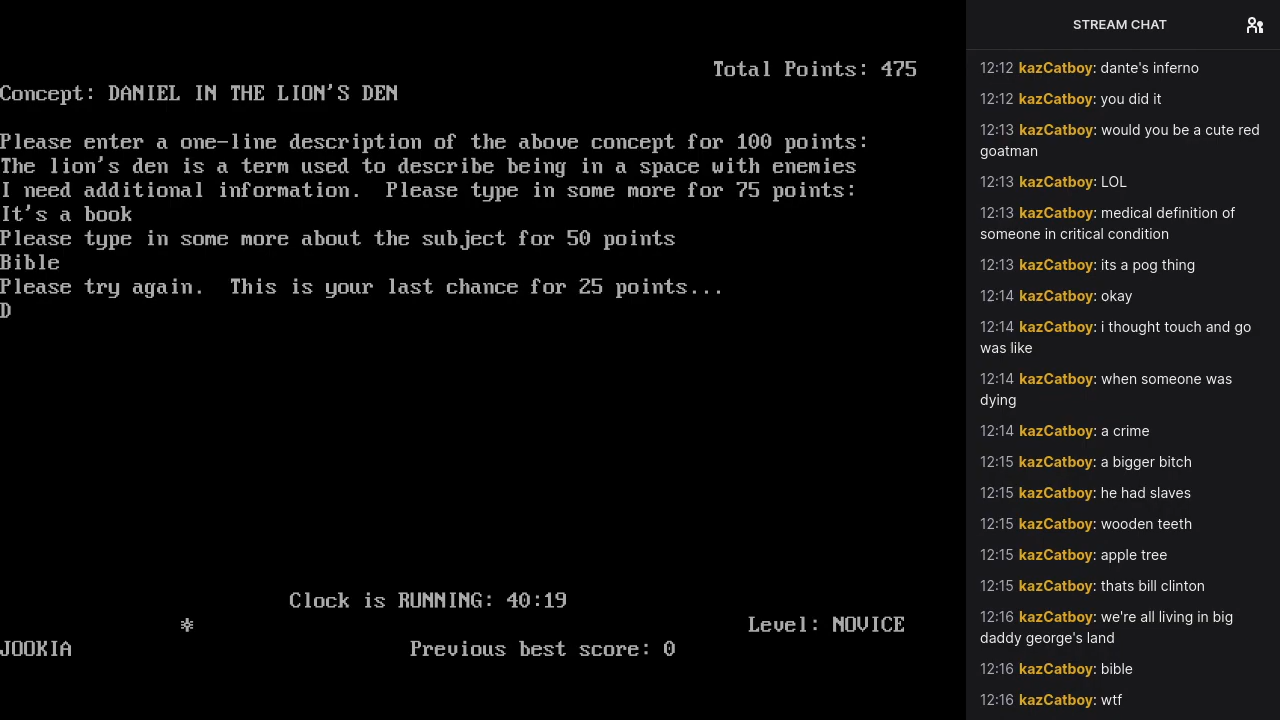 Total Points: 475
Concept: DANIEL IN THE LION'S DEN
Please enter a one-line description of the above concept for 100 points:
The lion's den is a term used to describe being in a space with enemies
I need additional information.  Please type in some more for 75 points:
It's a book
Please type in some more about the subject for 50 points
Bible
Please try again.  This is your last chance for 25 points...
D
Clock is RUNNING: 40:19
*
Level: NOVICE
JOOKIA
Previous best score: 0
STREAM CHAT
12:12 kazCatboy: dante's inferno
12:12 kazCatboy: you did it
12:13 kazCatboy: would you be a cute red
goatman
12:13 kazCatboy: LOL
12:13 kazCatboy: medical definition of
someone in critical condition
12:13 kazCatboy: its a pog thing
12:14 kazCatboy: okay
12:14 kazCatboy: i thought touch and go
was like
12:14 kazCatboy: when someone was
dying
12:14 kazCatboy: a crime
12:15 kazCatboy: a bigger bitch
12:15 kazCatboy: he had slaves
12:15 kazCatboy: wooden teeth
12:15 kazCatboy: apple tree
12:15 kazCatboy: thats bill clinton
12:16 kazCatboy: we're all living in big
daddy george's land
12:16 kazCatboy: bible
12:16 kazCatboy: wtf